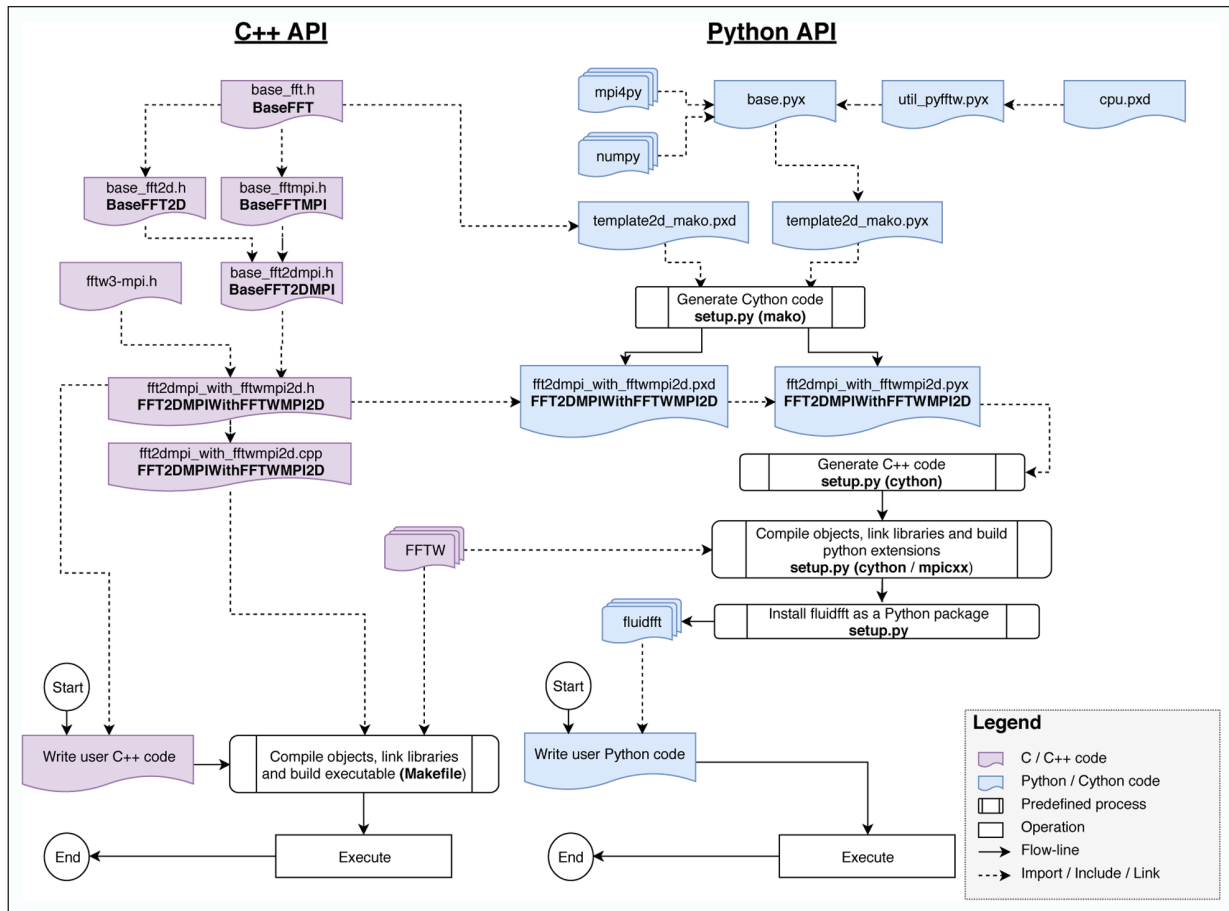 C++ API
base_fft.h
BaseFFT
base_fft2d.h
BaseFFT2D
base_fftmpi.h
BaseFFTMPI
fftw3-mpi.h
base_fft2dmpi.h
BaseFFT2DMPI
fft2dmpi_with_fftwmpi2d.h
FFT2DMPIWithFFTWMPI2D
fft2dmpi_with_fftwmpi2d.cpp
FFT2DMPIWithFFTWMPI2D
FFTW
Start
Write user C++ code
Compile objects, link libraries
and build executable (Makefile)
End
Execute
Python API
mpi4py
base.pyx
util_pyfftw.pyx
cpu.pxd
numpy
template2d_mako.pxd
template2d_mako.pyx
Generate Cython code
setup.py (mako)
fft2dmpi_with_fftwmpi2d.pxd
FFT2DMPIWithFFTWMPI2D
fft2dmpi_with_fftwmpi2d.pyx
FFT2DMPIWithFFTWMPI2D
Generate C++ code
setup.py (cython)
Compile objects, link libraries and build
python extensions
setup.py (cython / mpicxx)
Install fluidfft as a Python package
setup.py
fluidfft
Start
Write user Python code
End
Execute
Legend
C / C++ code
Python / Cython code
Predefined process
Operation
Flow-line
Import / Include / Link